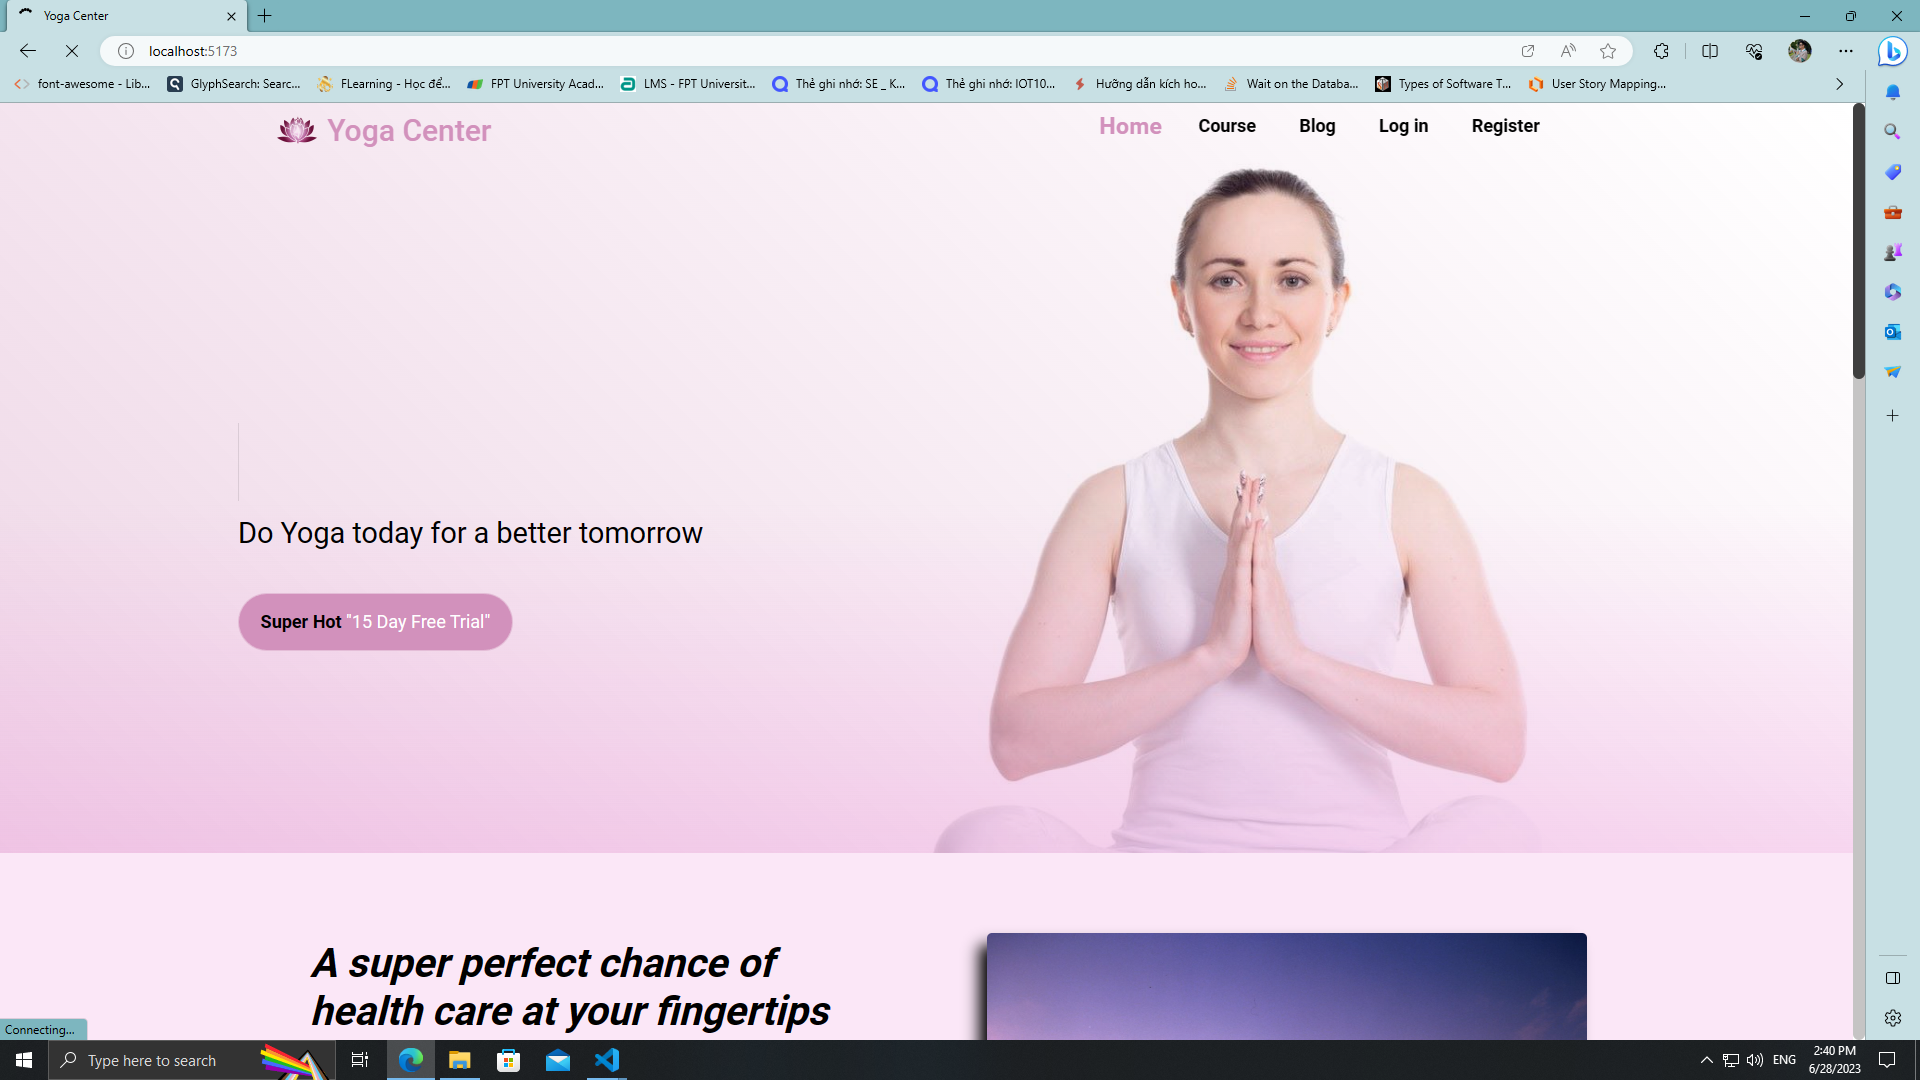 Yoga Center
localhost:5173
font-awesome - Lib...
GlyphSearch: Searc...
FLearning - Học để...
FPT University Acad...
LMS - FPT Universit...
Thẻ ghi nhớ: SE _ K...
Thẻ ghi nhớ: IOT10...
Hướng dẫn kích ho...
Wait on the Databa...
Types of Software T...
User Story Mapping...
Yoga Center
Home
Course
Blog
Log in
Register
Do Yoga today for a better tomorrow
Super Hot "15 Day Free Trial"
A super perfect chance of
health care at your fingertips
Connecting...
Type here to search
ENG
2:40 PM
6/28/2023